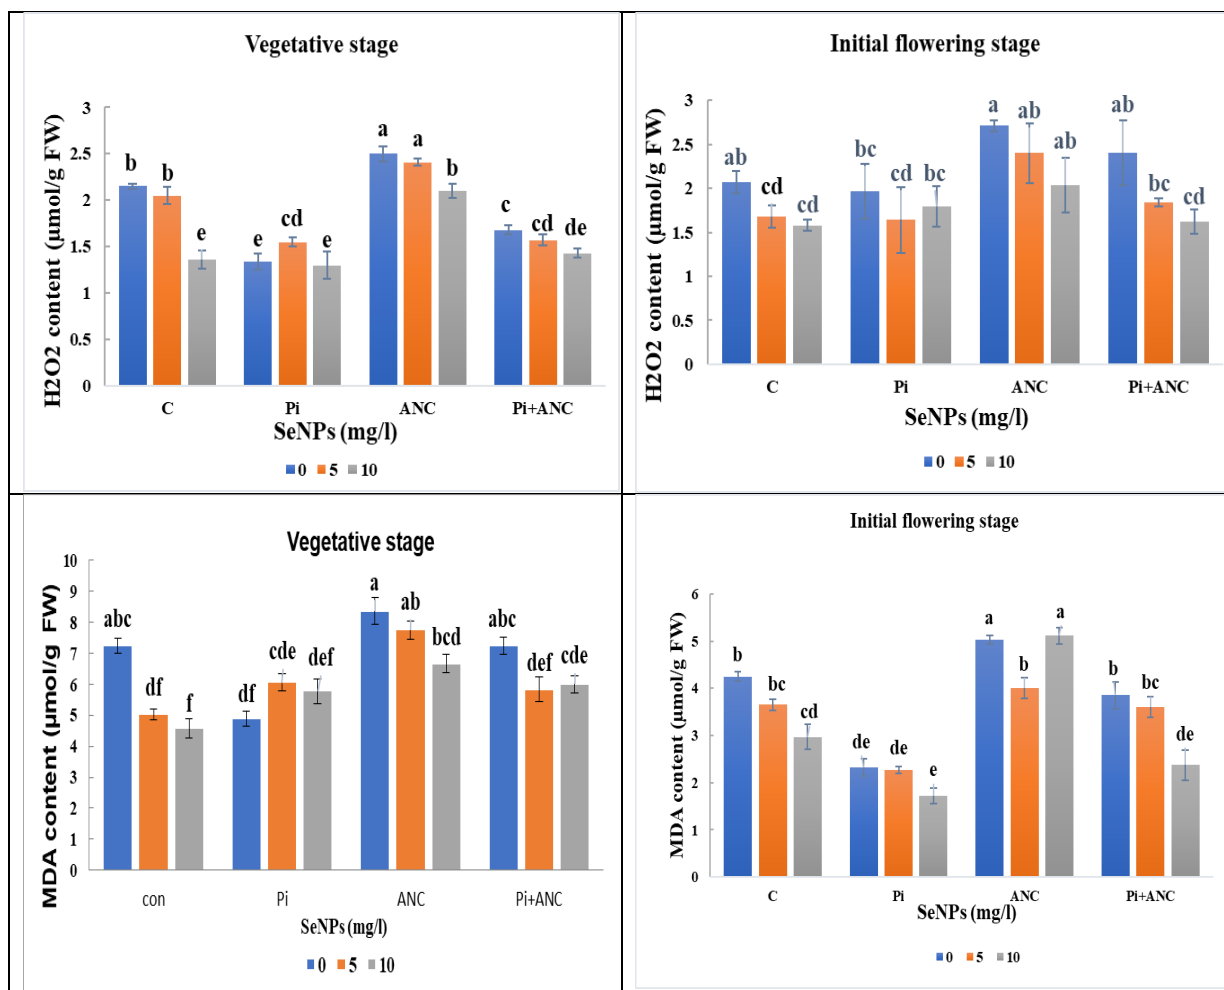 Vegetative stage
H2O2 content (µmol/g FW)
3
2.5
2
1.5
1
0.5
0
b b e
e cd e
a a b
c cd de
C Pi ANC Pi+ANC
SeNPs (mg/l)
0 5 10
Initial flowering stage
H2O2 content (µmol/g FW)
3
2.5
2
1.5
1
0.5
0
ab cd cd
bc cd bc
a ab ab
ab bc cd
C Pi ANC Pi+ANC
SeNPs (mg/l)
0 5 10
Vegetative stage
MDA content (µmol/g FW)
10
9
8
7
6
5
4
3
2
1
0
abc df f
df cde def
a ab bcd
abc def cde
con Pi ANC Pi+ANC
SeNPs (mg/l)
0 5 10
Initial flowering stage
MDA content (µmol/g FW)
6
5
4
3
2
1
0
b bc cd
de de e
a b a
b bc de
C Pi ANC Pi+ANC
SeNPs (mg/l)
0 5 10